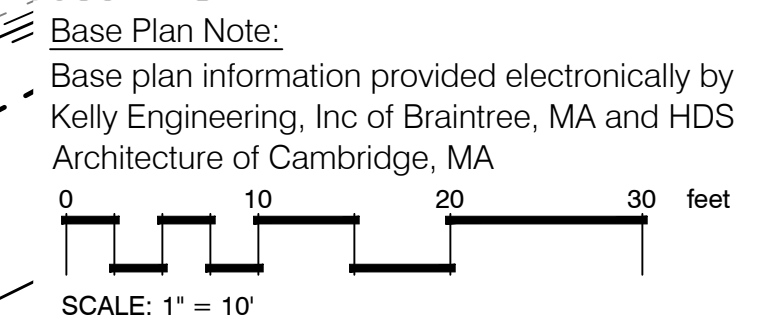 Base Plan Note:
Base plan information provided electronically by
Kelly Engineering, Inc of Braintree, MA and HDS
Architecture of Cambridge, MA
0 10 20 30 feet
SCALE: 1" = 10'